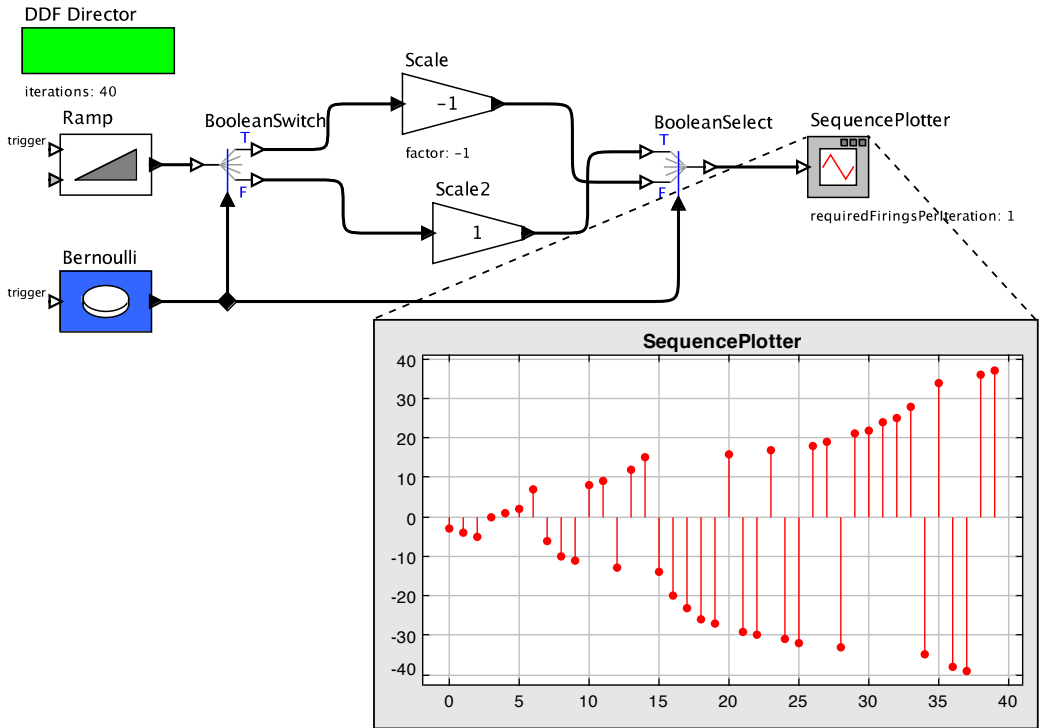 DDF Director
iterations: 40
Ramp
trigger
BooleanSwitch
T
F
Scale
-1
factor: -1
Scale2
1
BooleanSelect
T
F
SequencePlotter
requiredFiringsPerIteration: 1
Bernoulli
trigger
SequencePlotter
40
30
20
10
0
-10
-20
-30
-40
0 5 10 15 20 25 30 35 40